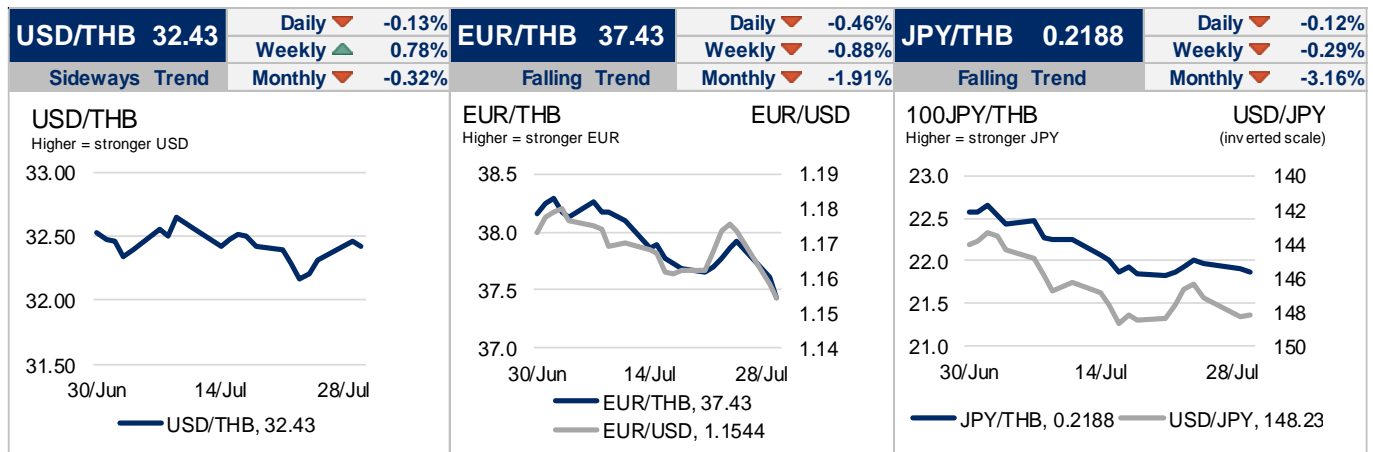 USD/THB 32.43
Daily -0.13%
Weekly 0.78%
Sideways Trend
Monthly -0.32%
USD/THB
Higher = stronger USD
33.00
32.50
32.00
31.50
30/Jun 14/Jul 28/Jul
USD/THB, 32.43
EUR/THB 37.43
Daily -0.46%
Weekly -0.88%
Falling Trend
Monthly -1.91%
EUR/THB EUR/USD
Higher = stronger EUR
38.5 1.19
1.18
38.0 1.17
1.16
37.5 1.15
37.0 1.14
30/Jun 14/Jul 28/Jul
EUR/THB, 37.43
EUR/USD, 1.1544
JPY/THB 0.2188
Daily -0.12%
Weekly -0.29%
Falling Trend
Monthly -3.16%
100JPY/THB USD/JPY
Higher = stronger JPY (inverted scale)
23.0 140
22.5 142
144
22.0 146
21.5 148
21.0 150
30/Jun 14/Jul 28/Jul
JPY/THB, 0.2188 USD/JPY, 148.23